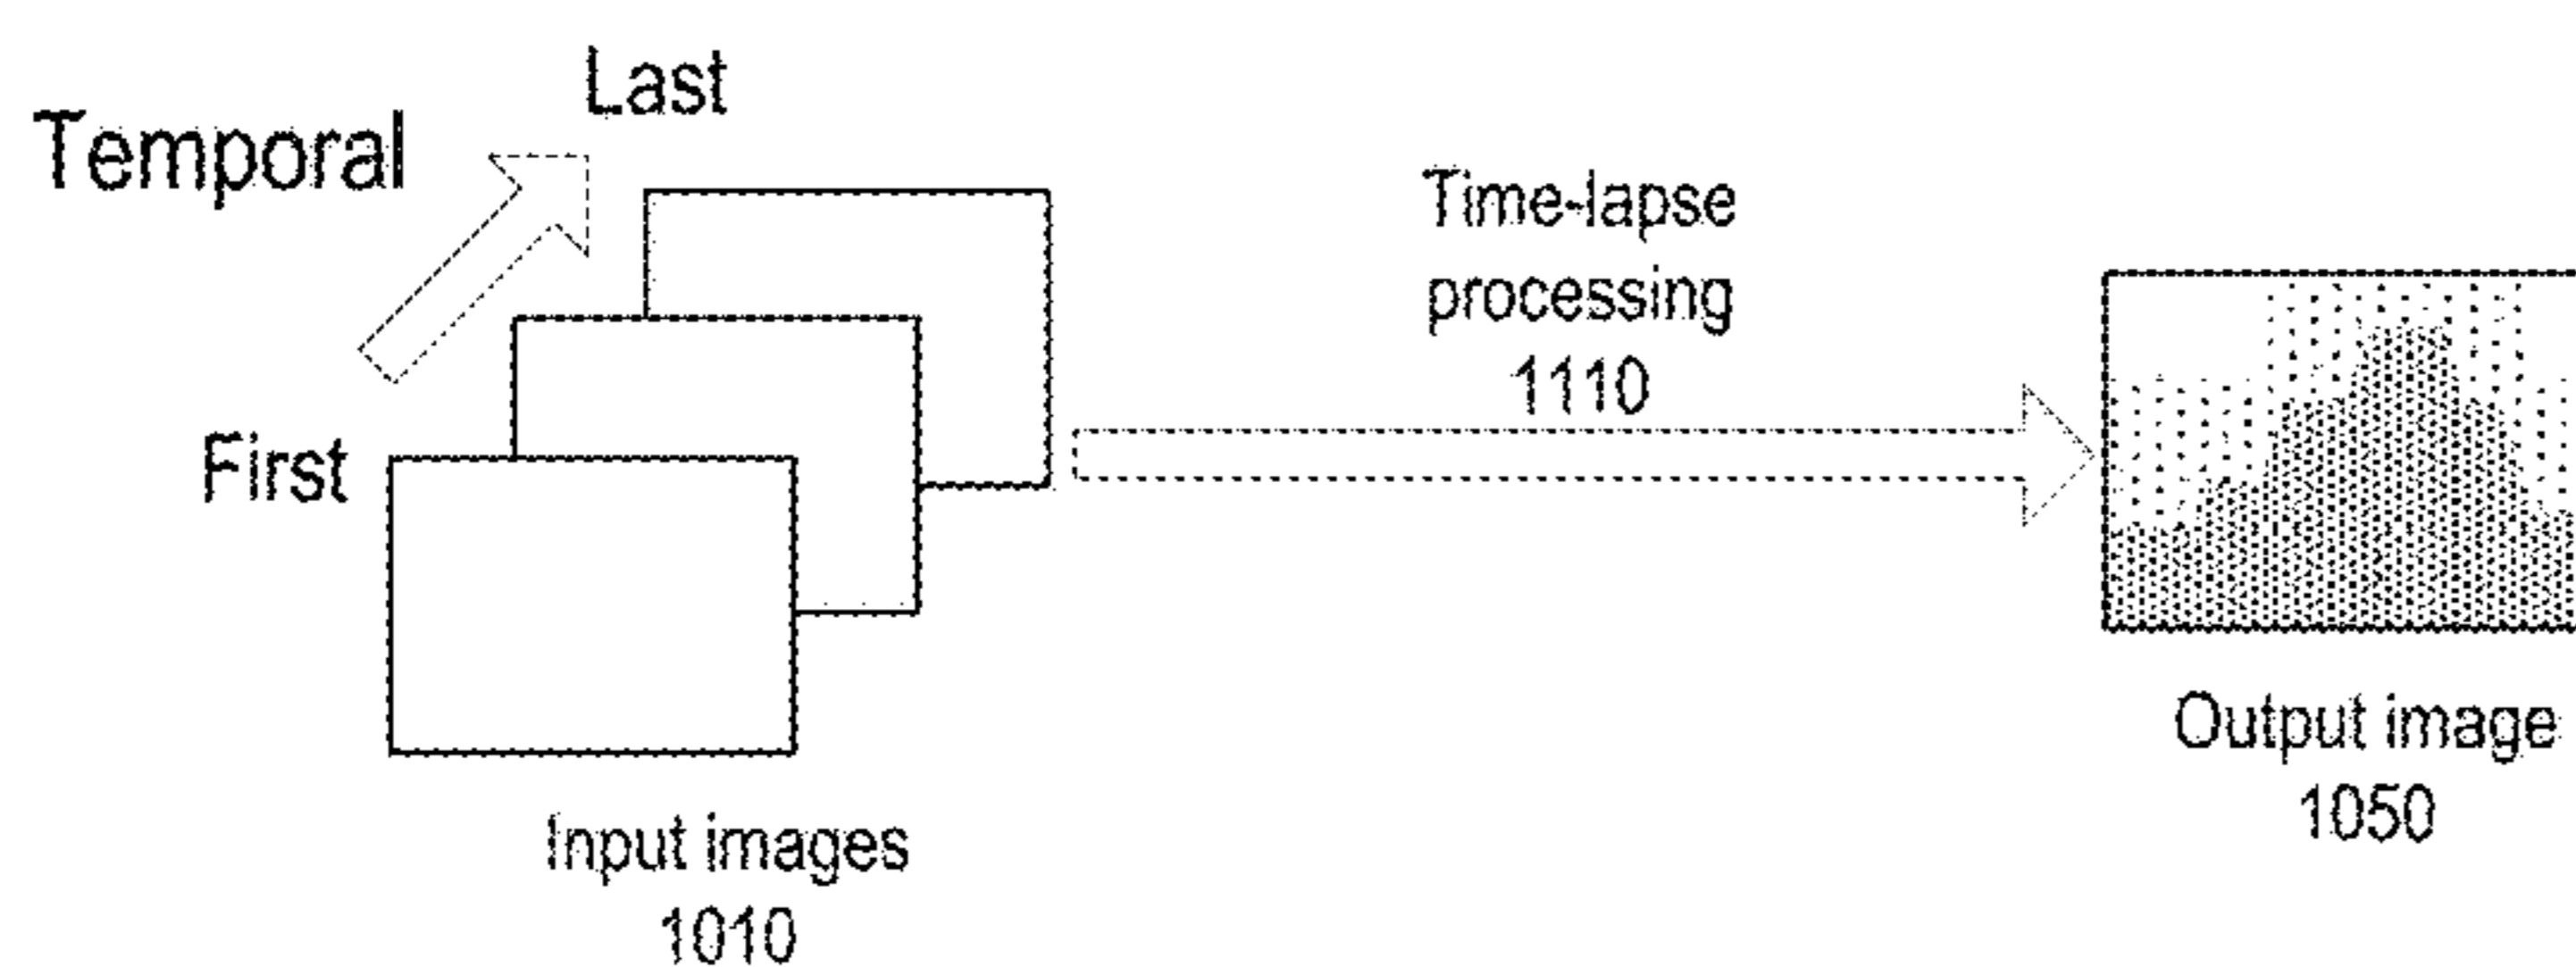 Last
Temporal
First
Input images
1010
Time-lapse
processing
1110
Output image
1050